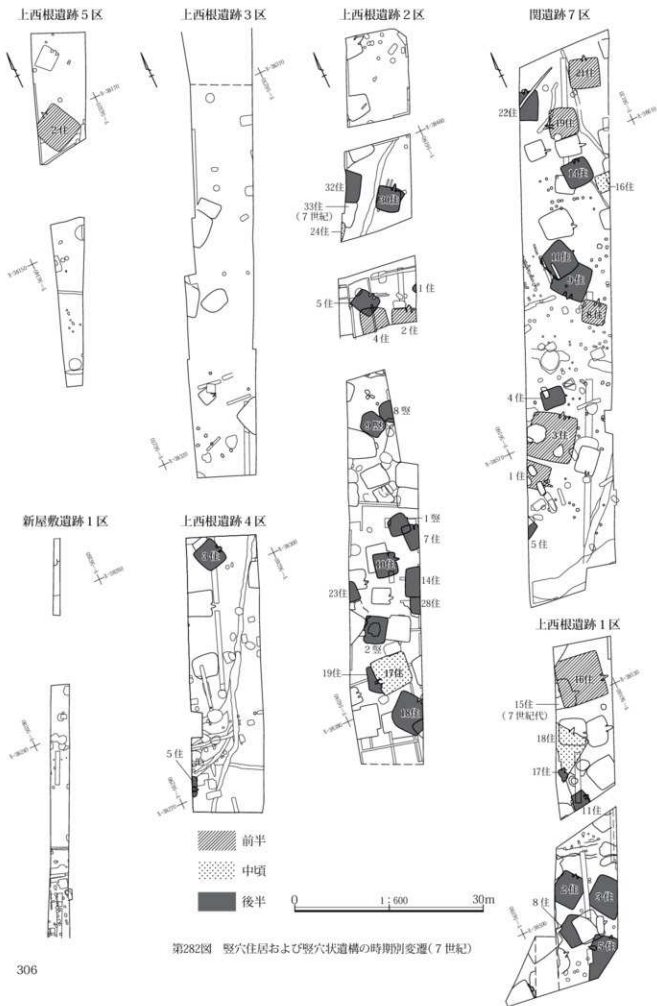 上西根遺跡5区
上西根遺跡3区
上西根遺跡2区
関遺跡7区
2住
32住
33住
(7世紀)
24住
30住
5住
1住
2住
4住
8竪
9竪
1竪
7住
10住
14住
23住
28住
2竪
19住
17住
18住
21住
22住
19住
14住
16住
10住
9住
8住
4住
3住
1住
5住
新屋敷遺跡1区
上西根遺跡4区
3住
5住
上西根遺跡1区
16住
15住
(7世紀代)
18住
17住
11住
2住
3住
8住
5住
前半
中頃
後半
0 1:600 30m
第282図 竪穴住居および竪穴状遺構の時期別変遷(7世紀)
306